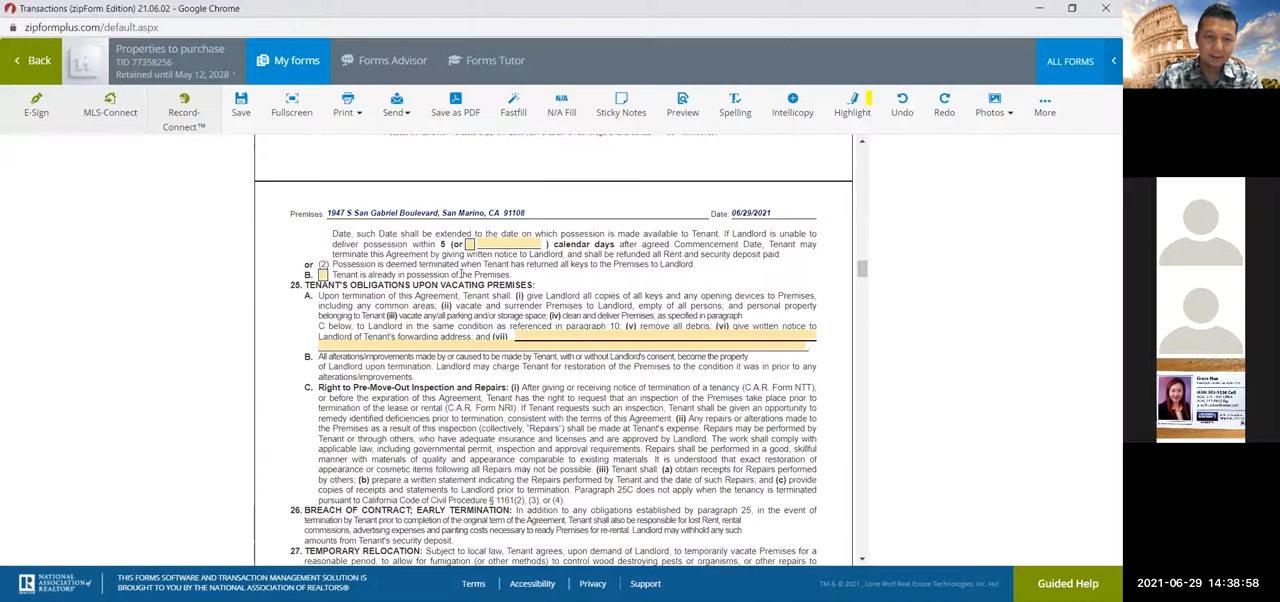 Transactions (zipForm Edition) 21.06.02 - Google Chrome
zipformplus.com/default.aspx
Back
Properties to purchase
TID 77358256
Retained until May 12, 2028
My forms
Forms Advisor
Forms Tutor
ALL FORMS
E-Sign
MLS-Connect
Record-
Connect™
Save
Fullscreen
Print
Send
Save as PDF
Fastfill
N/A
N/A Fill
Sticky Notes
Preview
Spelling
Intellicopy
Highlight
Undo
Redo
Photos
More
Premises: 1947 S San Gabriel Boulevard, San Marino, CA 91108 Date: 06/29/2021
Date, such Date shall be extended to the date on which possession is made available to Tenant. If Landlord is unable to
deliver possession within 5 (or ) calendar days after agreed Commencement Date, Tenant may
terminate this Agreement by giving written notice to Landlord, and shall be refunded all Rent and security deposit paid.
or (2) Possession is deemed terminated when Tenant has returned all keys to the Premises to Landlord.
B. Tenant is already in possession of the Premises.
25. TENANT'S OBLIGATIONS UPON VACATING PREMISES:
A. Upon termination of this Agreement, Tenant shall: (i) give Landlord all copies of all keys and any opening devices to Premises,
including any common areas; (ii) vacate and surrender Premises to Landlord, empty of all persons; and personal property
belonging to Tenant (iii) vacate any/all parking and/or storage space; (iv) clean and deliver Premises, as specified in paragraph
C below, to Landlord in the same condition as referenced in paragraph 10; (v) remove all debris; (vi) give written notice to
Landlord of Tenant's forwarding address; and (vii)
B. All alterations/improvements made by or caused to be made by Tenant, with or without Landlord's consent, become the property
of Landlord upon termination. Landlord may charge Tenant for restoration of the Premises to the condition it was in prior to any
alterations/improvements.
C. Right to Pre-Move-Out Inspection and Repairs: (i) After giving or receiving notice of termination of a tenancy (C.A.R. Form NTT),
or before the expiration of this Agreement, Tenant has the right to request that an inspection of the Premises take place prior to
termination of the lease or rental (C.A.R. Form NRI). If Tenant requests such an inspection, Tenant shall be given an opportunity to
remedy identified deficiencies prior to termination, consistent with the terms of this Agreement. (ii) Any repairs or alterations made to
the Premises as a result of this inspection (collectively, "Repairs") shall be made at Tenant's expense. Repairs may be performed by
Tenant or through others, who have adequate insurance and licenses and are approved by Landlord. The work shall comply with
applicable law, including governmental permit, inspection and approval requirements. Repairs shall be performed in a good, skillful
manner with materials of quality and appearance comparable to existing materials. It is understood that exact restoration of
appearance or cosmetic items following all Repairs may not be possible. (iii) Tenant shall: (a) obtain receipts for Repairs performed
by others; (b) prepare a written statement indicating the Repairs performed by Tenant and the date of such Repairs; and (c) provide
copies of receipts and statements to Landlord prior to termination. Paragraph 25C does not apply when the tenancy is terminated
pursuant to California Code of Civil Procedure § 1161(2), (3), or (4).
26. BREACH OF CONTRACT; EARLY TERMINATION: In addition to any obligations established by paragraph 25, in the event of
termination by Tenant prior to completion of the original term of the Agreement, Tenant shall also be responsible for lost Rent, rental
commissions, advertising expenses and painting costs necessary to ready Premises for re-rental. Landlord may withhold any such
amounts from Tenant's security deposit.
27. TEMPORARY RELOCATION: Subject to local law, Tenant agrees, upon demand of Landlord, to temporarily vacate Premises for a
reasonable period, to allow for fumigation (or other methods) to control wood destroying pests or organisms, or other repairs to
NATIONAL
ASSOCIATION of
REALTORS®
THIS FORMS SOFTWARE AND TRANSACTION MANAGEMENT SOLUTION IS
BROUGHT TO YOU BY THE NATIONAL ASSOCIATION OF REALTORS®
Terms
Accessibility
Privacy
Support
TM & © 2021, Lone Wolf Real Estate Technologies, Inc.
Guided Help
2021-06-29 14:38:58